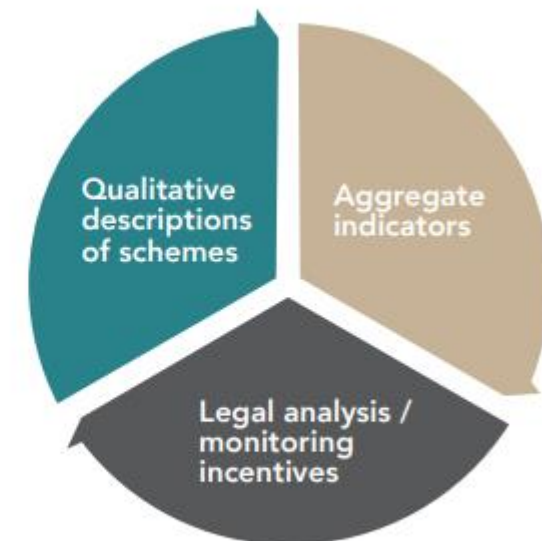 Qualitative
descriptions
of schemes
Aggregate
indicators
Legal analysis /
monitoring
incentives